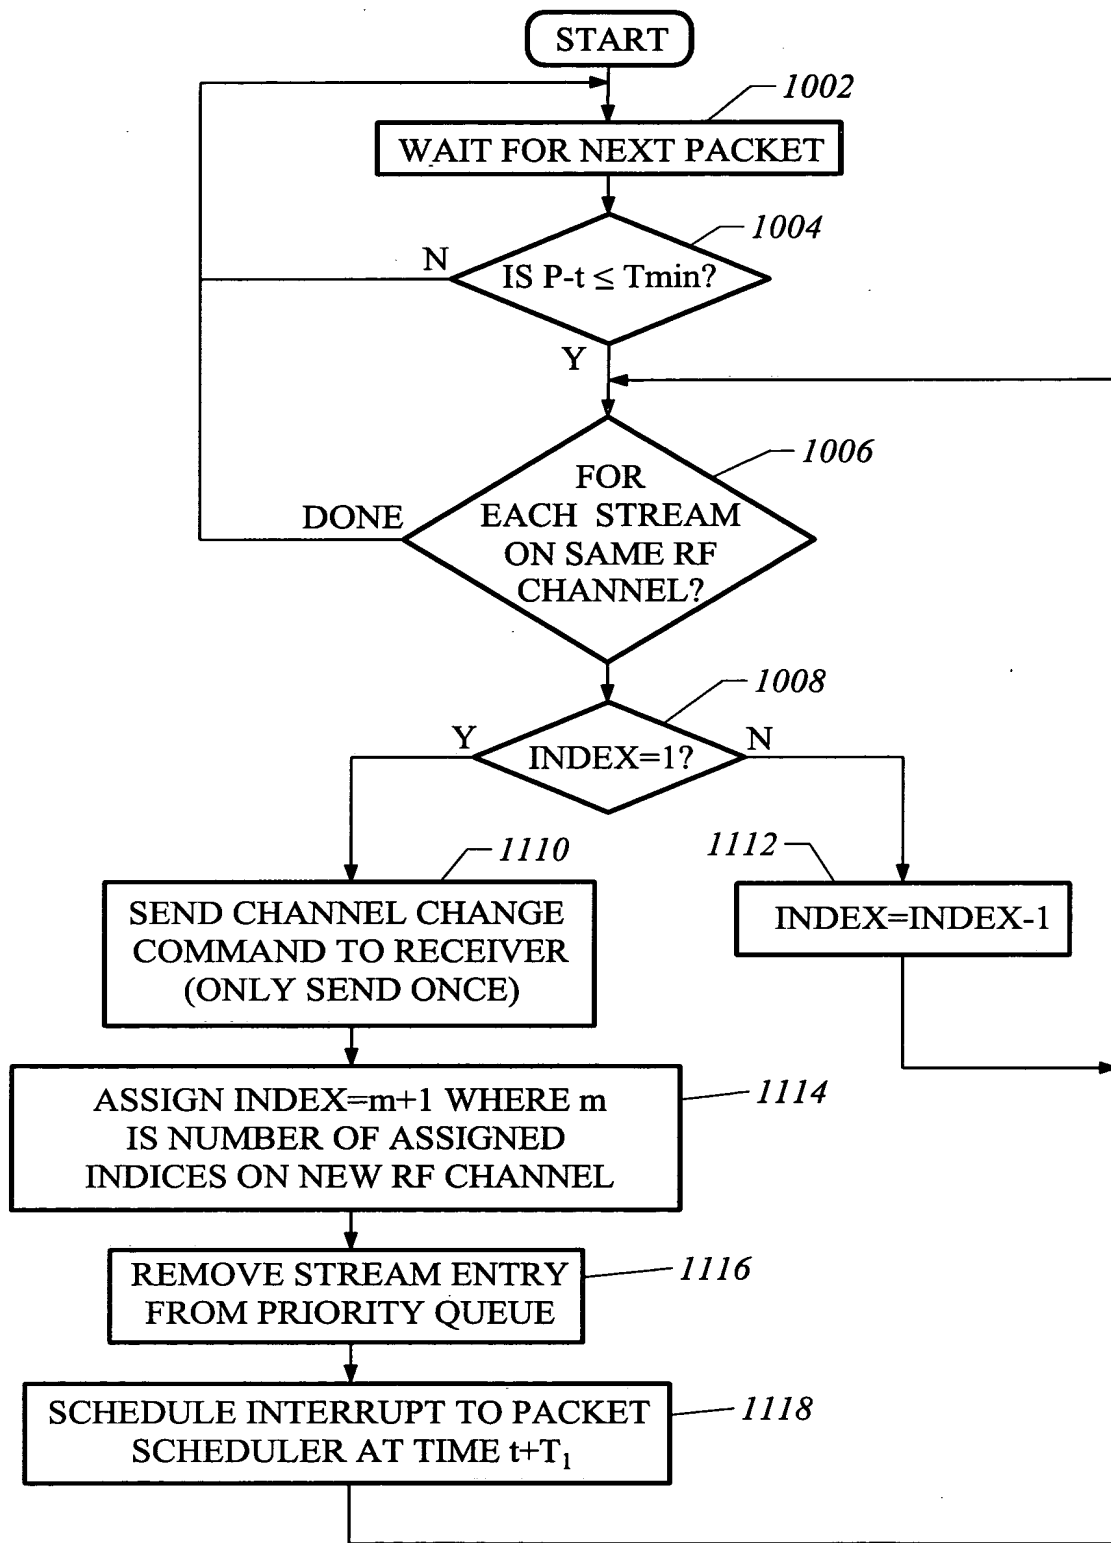 START
1002
WAIT FOR NEXT PACKET
1004
N
IS P-t ≤ Tmin?
Y
1006
FOR
EACH STREAM
ON SAME RF
CHANNEL?
DONE
1008
Y
INDEX=1?
N
1110
1112
SEND CHANNEL CHANGE
COMMAND TO RECEIVER
(ONLY SEND ONCE)
INDEX=INDEX-1
1114
ASSIGN INDEX=m+1 WHERE m
IS NUMBER OF ASSIGNED
INDICES ON NEW RF CHANNEL
1116
REMOVE STREAM ENTRY
FROM PRIORITY QUEUE
1118
SCHEDULE INTERRUPT TO PACKET
SCHEDULER AT TIME t+T₁